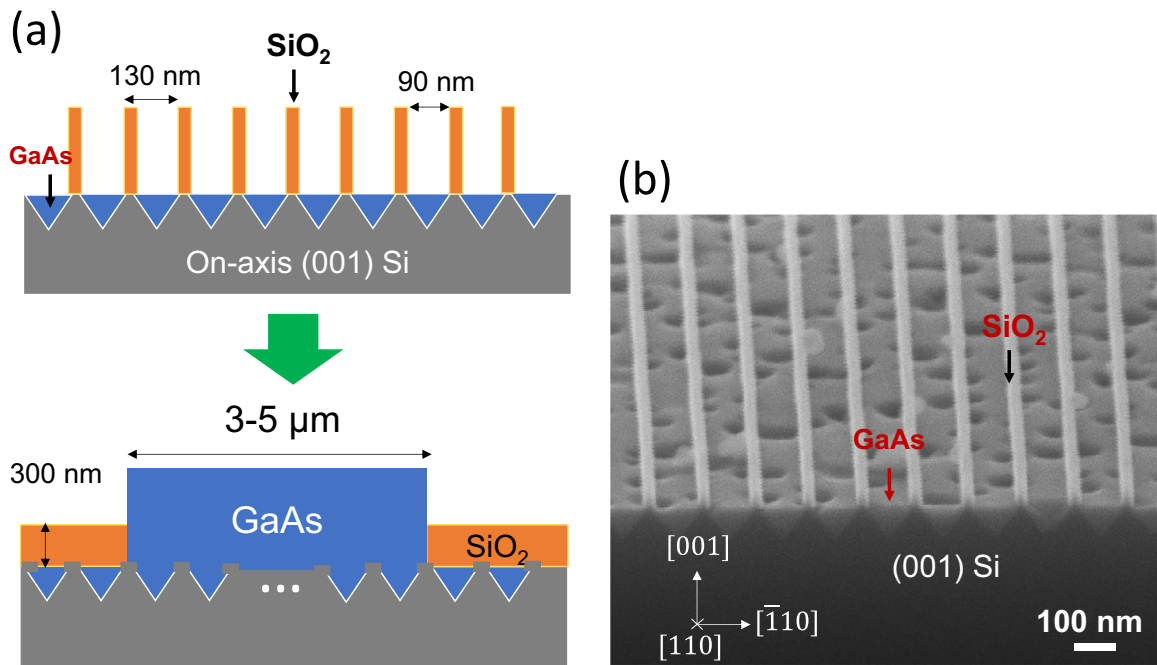 (a)
SiO₂
130 nm
90 nm
GaAs
On-axis (001) Si
3-5 µm
300 nm
GaAs
SiO₂
(b)
SiO₂
GaAs
[001]
(001) Si
[1̅10]
[110]
100 nm